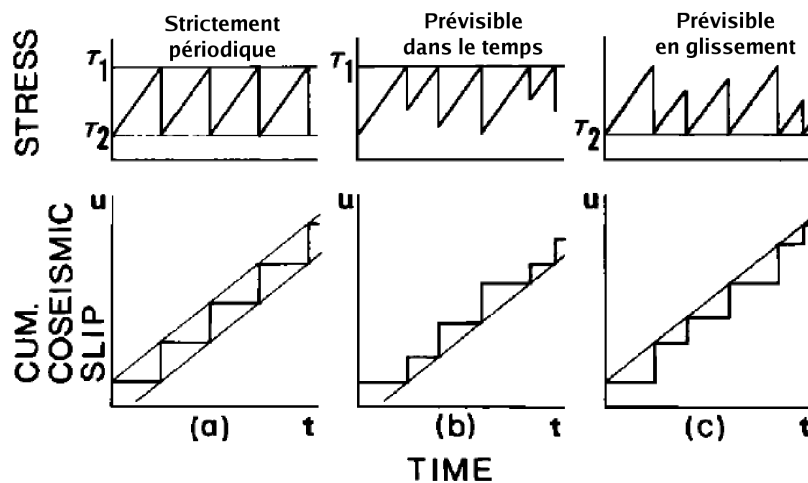 Strictement
périodique
Prévisible
dans le temps
Prévisible
en glissement
STRESS
τ1
τ2
τ1
τ2
CUM.
COSEISMIC
SLIP
u
u
u
(a)
t
(b)
t
(c)
t
TIME